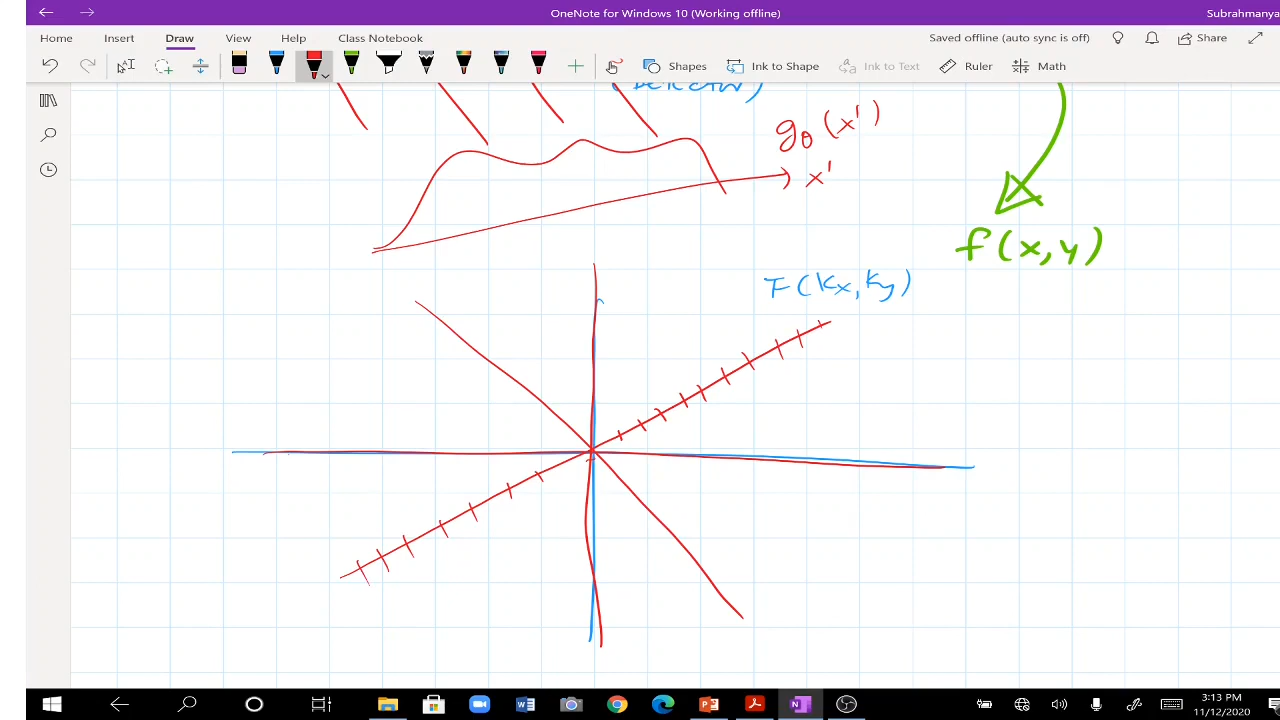 OneNote for Windows 10 (Working offline)
Subrahmanya
Home Insert Draw View Help Class Notebook
Saved offline (auto sync is off) Share
Shapes Ink to Shape Ink to Text Ruler Math
gθ(x')
x'
f(x,y)
F(kx,ky)
3:13 PM
11/12/2020